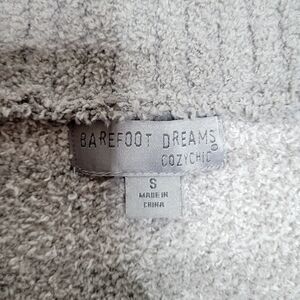 BAREFOOT DREAMS®
COZYCHIC
S
MADE IN
CHINA